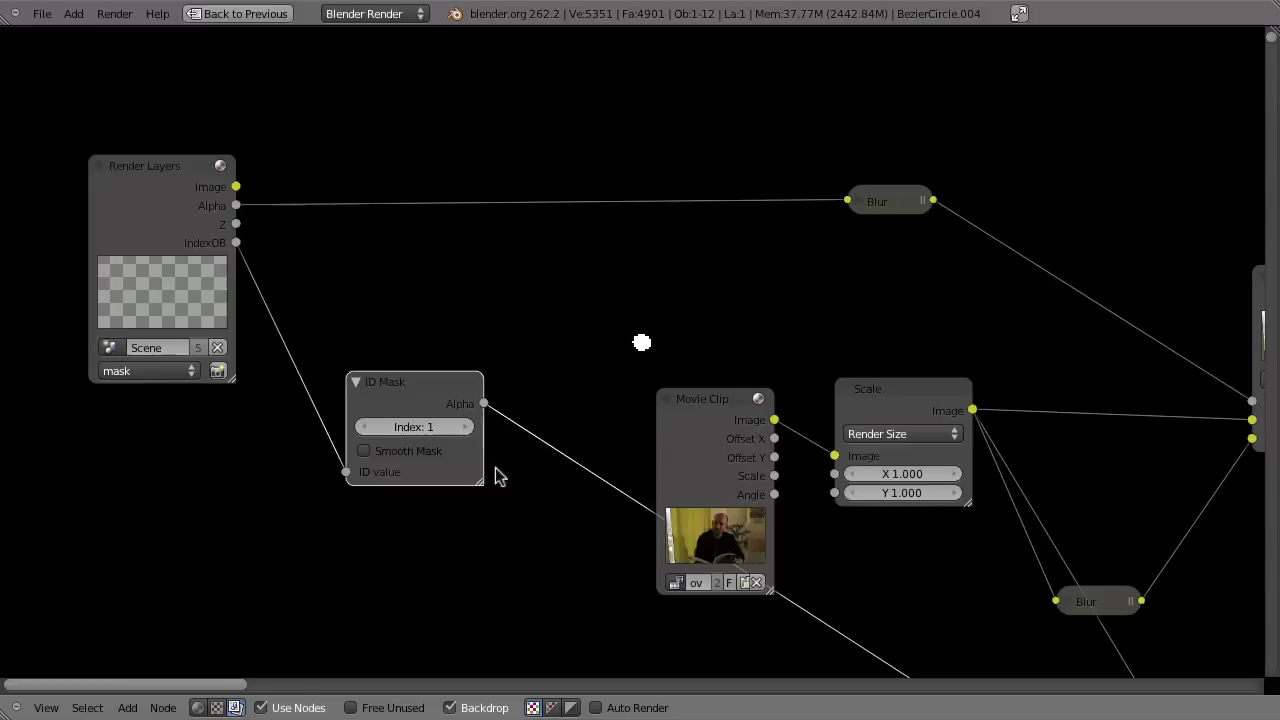 File Add Render Help Back to Previous Blender Render blender.org 262.2 | Ve:5351 | Fa:4901 | Ob:1-12 | La:1 | Mem:37.77M (2442.84M) | BezierCircle.004
Render Layers
Image
Alpha
Z
IndexOB
Scene 5
mask
Blur
ID Mask
Alpha
Index: 1
Smooth Mask
ID value
Movie Clip
Image
Offset X
Offset Y
Scale
Angle
ov 2 F
Scale
Image
Render Size
Image
X 1.000
Y 1.000
Blur
View Select Add Node Use Nodes Free Unused Backdrop Auto Render